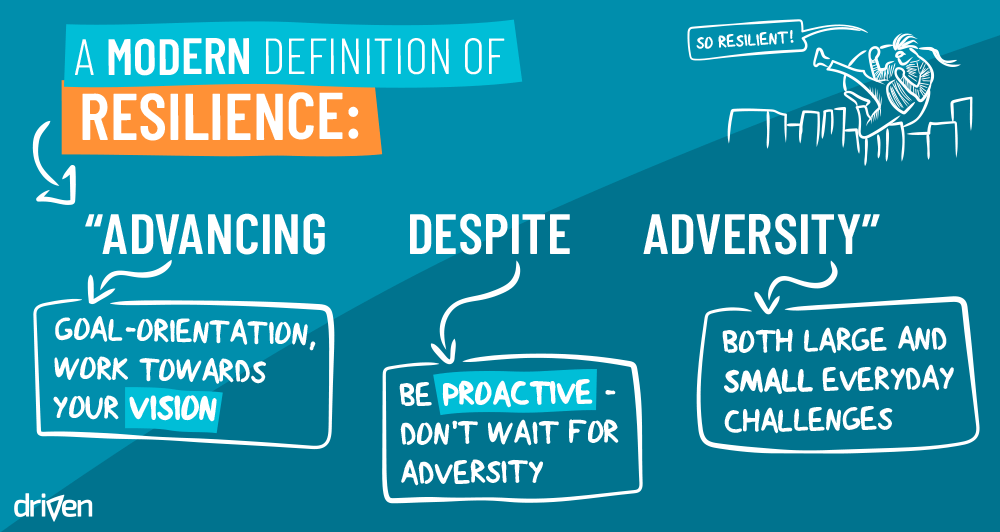 A MODERN DEFINITION OF
RESILIENCE:
SO RESILIENT!
“ADVANCING DESPITE ADVERSITY”
GOAL-ORIENTATION,
WORK TOWARDS
YOUR VISION
BE PROACTIVE -
DON'T WAIT FOR
ADVERSITY
BOTH LARGE AND
SMALL EVERYDAY
CHALLENGES
driven